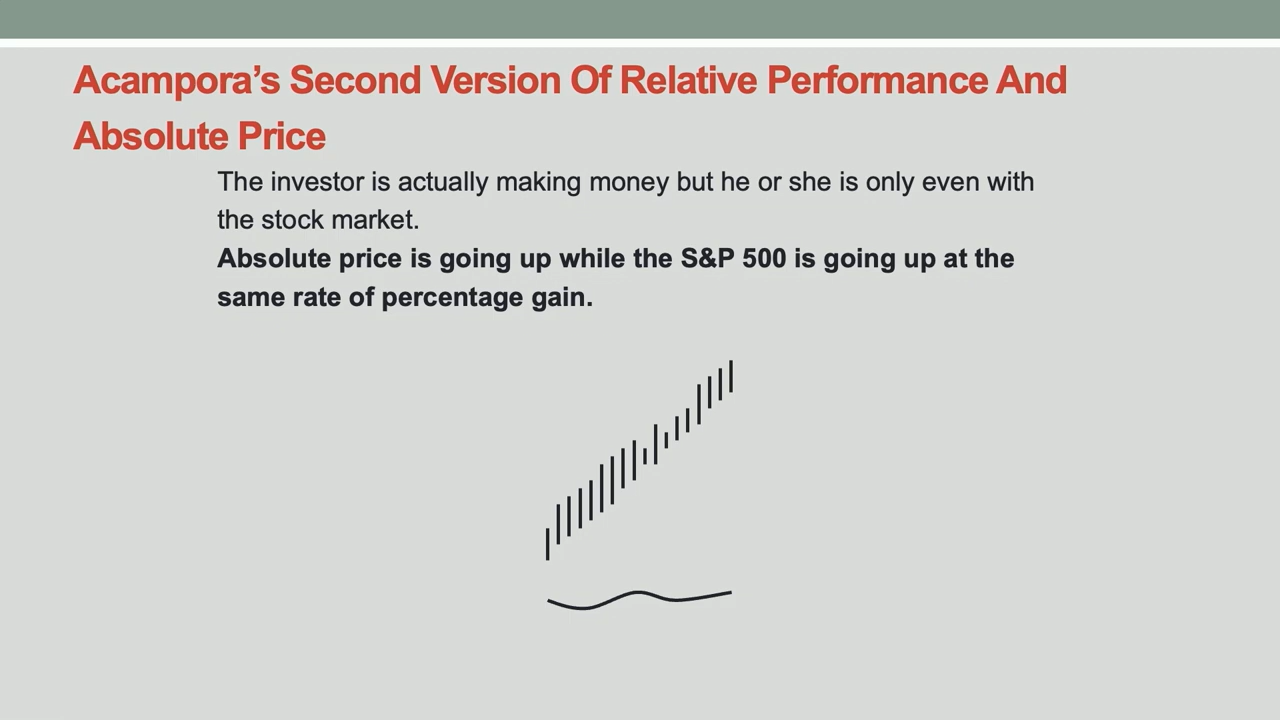 Acampora’s Second Version Of Relative Performance And
Absolute Price
The investor is actually making money but he or she is only even with
the stock market.
Absolute price is going up while the S&P 500 is going up at the
same rate of percentage gain.